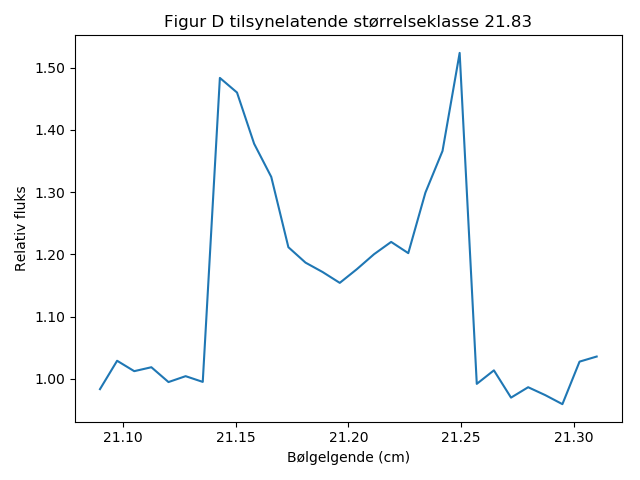 Figur D tilsynelatende størrelseklasse 21.83
1.50
1.40
1.30
1.20
1.10
1.00
Relativ fluks
21.10 21.15 21.20 21.25 21.30
Bølgelgende (cm)